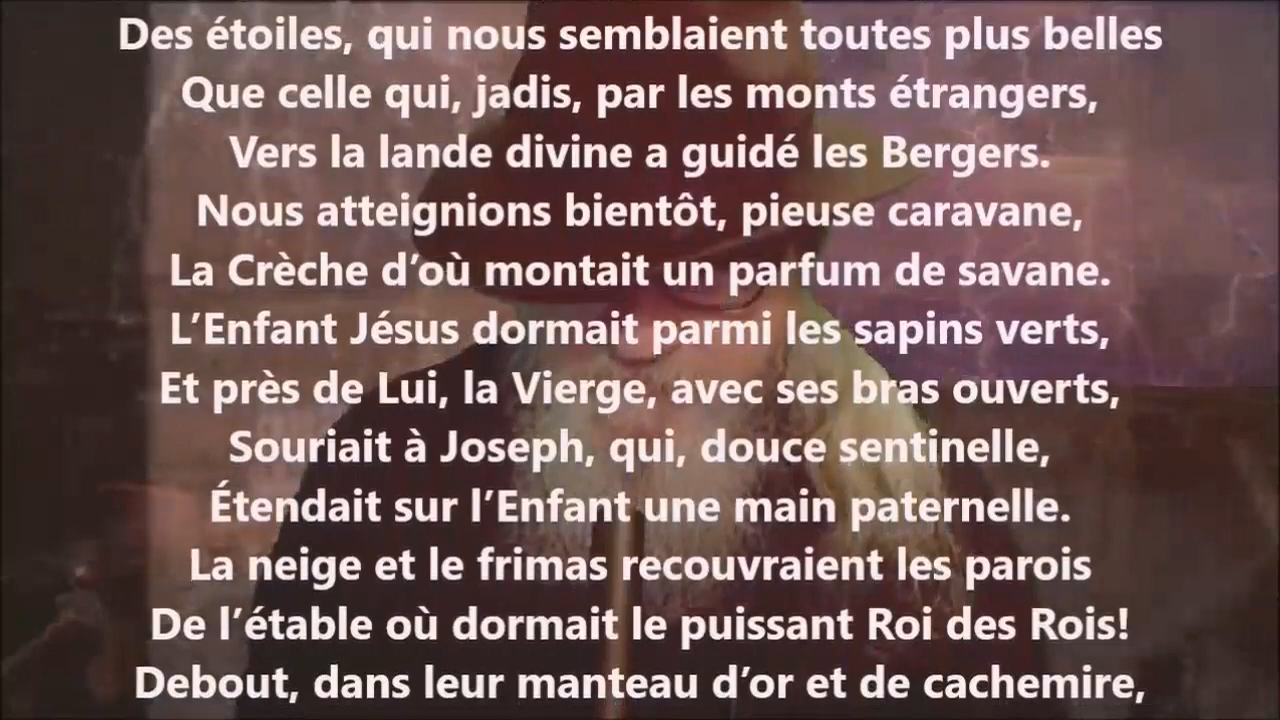 Des étoiles, qui nous semblaient toutes plus belles
Que celle qui, jadis, par les monts étrangers,
Vers la lande divine a guidé les Bergers.
Nous atteignions bientôt, pieuse caravane,
La Crèche d’où montait un parfum de savane.
L’Enfant Jésus dormait parmi les sapins verts,
Et près de Lui, la Vierge, avec ses bras ouverts,
Souriait à Joseph, qui, douce sentinelle,
Étendait sur l’Enfant une main paternelle.
La neige et le frimas recouvraient les parois
De l’étable où dormait le puissant Roi des Rois!
Debout, dans leur manteau d’or et de cachemire,